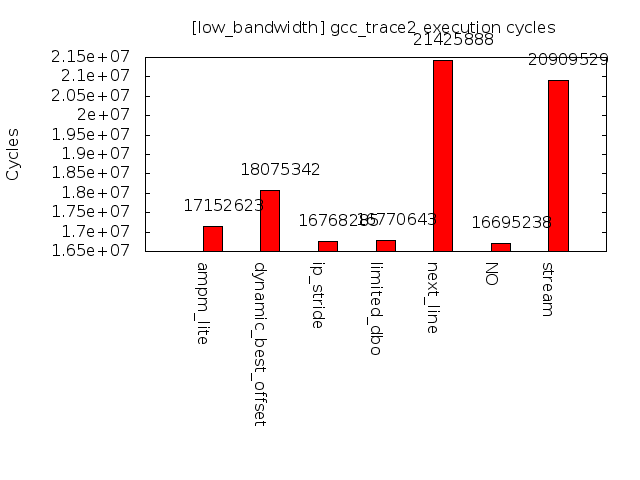 [low_bandwidth] gcc_trace2 execution cycles
Cycles
2.15e+07
2.1e+07
2.05e+07
2e+07
1.95e+07
1.9e+07
1.85e+07
1.8e+07
1.75e+07
1.7e+07
1.65e+07
17152623
18075342
16770643
21425888
16695238
20909529
ampm_lite
dynamic_best_offset
ip_stride
limited_dbo
next_line
NO
stream